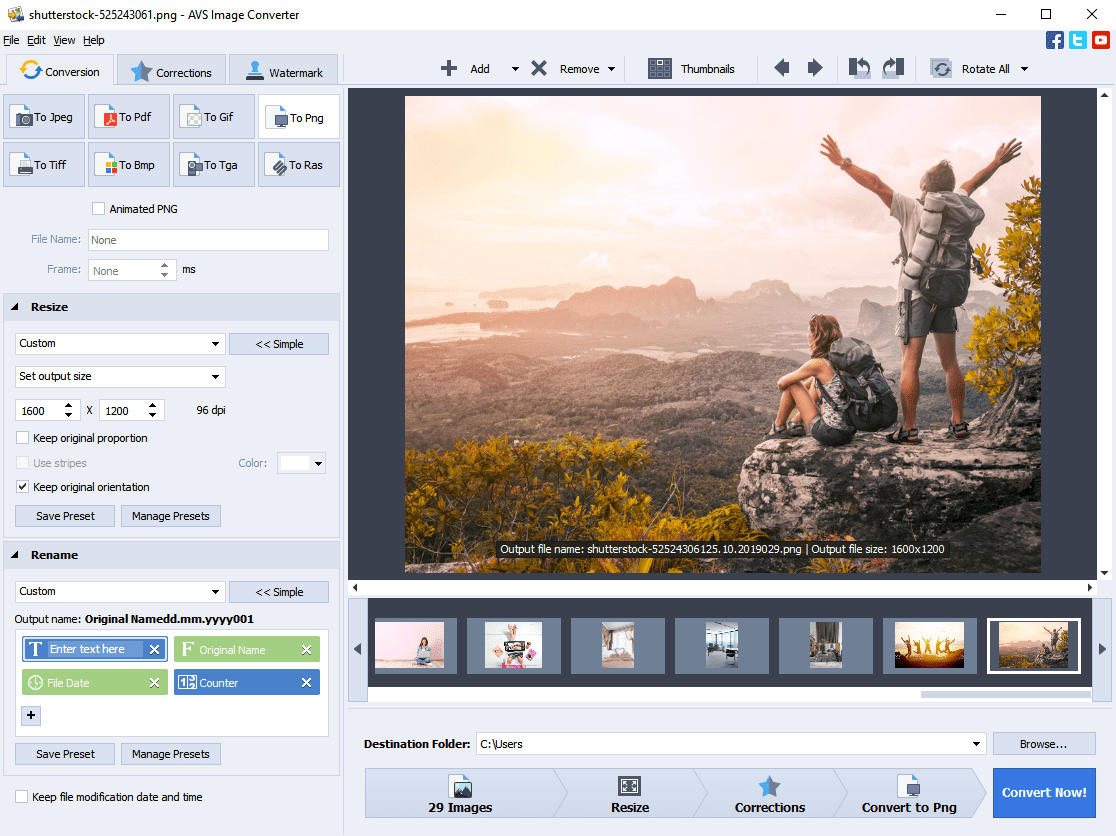 shutterstock-525243061.png - AVS Image Converter
File Edit View Help
Conversion Corrections Watermark
Add Remove Thumbnails Rotate All
To Jpeg To Pdf To Gif To Png
To Tiff To Bmp To Tga To Ras
Animated PNG
File Name: None
Frame: None ms
Resize
Custom << Simple
Set output size
1600 X 1200 96 dpi
Keep original proportion
Use stripes Color:
Keep original orientation
Save Preset Manage Presets
Rename
Custom << Simple
Output name: Original Namedd.mm.yyyy001
T Enter text here F Original Name
File Date Counter
+
Save Preset Manage Presets
Keep file modification date and time
Output file name: shutterstock-52524306125.10.2019029.png | Output file size: 1600x1200
Destination Folder: C:\Users Browse...
29 Images Resize Corrections Convert to Png Convert Now!